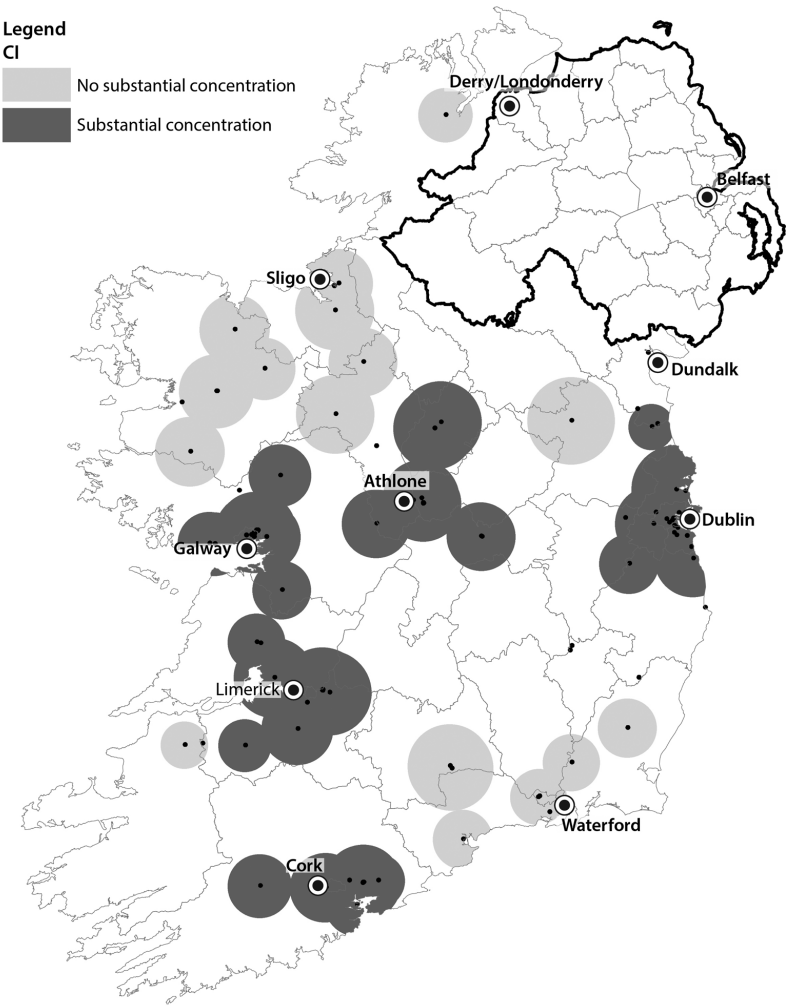 Legend
CI
No substantial concentration
Substantial concentration
Derry/Londonderry
Belfast
Sligo
Dundalk
Athlone
Dublin
Galway
Limerick
Waterford
Cork